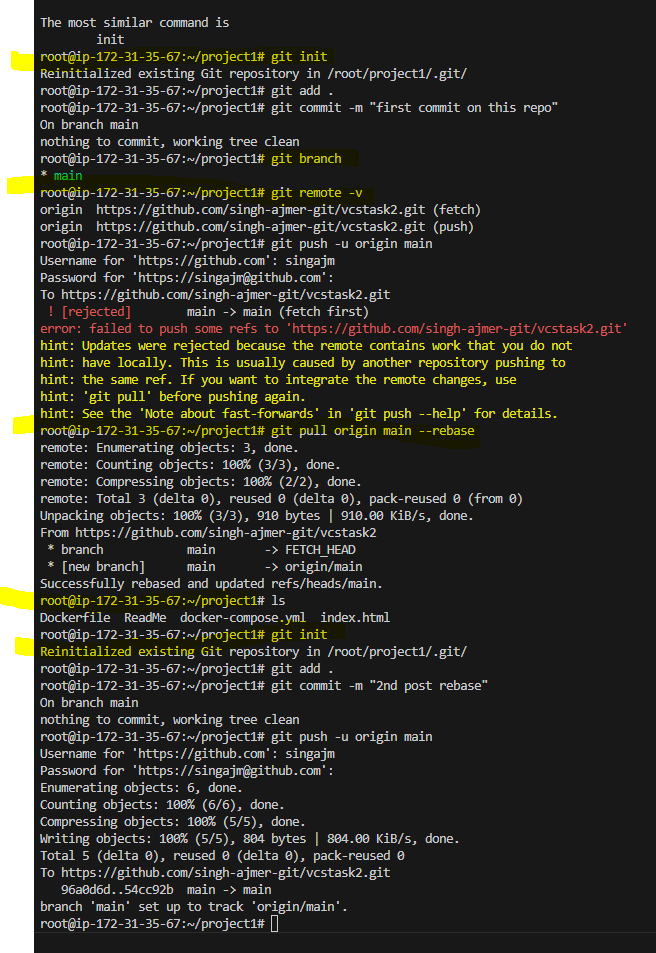 The most similar command is
init
root@ip-172-31-35-67:~/project1# git init
Reinitialized existing Git repository in /root/project1/.git/
root@ip-172-31-35-67:~/project1# git add .
root@ip-172-31-35-67:~/project1# git commit -m "first commit on this repo"
On branch main
nothing to commit, working tree clean
root@ip-172-31-35-67:~/project1# git branch
* main
root@ip-172-31-35-67:~/project1# git remote -v
origin  https://github.com/singh-ajmer-git/vcstask2.git (fetch)
origin  https://github.com/singh-ajmer-git/vcstask2.git (push)
root@ip-172-31-35-67:~/project1# git push -u origin main
Username for 'https://github.com': singajm
Password for 'https://singajm@github.com':
To https://github.com/singh-ajmer-git/vcstask2.git
 ! [rejected]        main -> main (fetch first)
error: failed to push some refs to 'https://github.com/singh-ajmer-git/vcstask2.git'
hint: Updates were rejected because the remote contains work that you do not
hint: have locally. This is usually caused by another repository pushing to
hint: the same ref. If you want to integrate the remote changes, use
hint: 'git pull' before pushing again.
hint: See the 'Note about fast-forwards' in 'git push --help' for details.
root@ip-172-31-35-67:~/project1# git pull origin main --rebase
remote: Enumerating objects: 3, done.
remote: Counting objects: 100% (3/3), done.
remote: Compressing objects: 100% (2/2), done.
remote: Total 3 (delta 0), reused 0 (delta 0), pack-reused 0 (from 0)
Unpacking objects: 100% (3/3), 910 bytes | 910.00 KiB/s, done.
From https://github.com/singh-ajmer-git/vcstask2
 * branch            main       -> FETCH_HEAD
 * [new branch]      main       -> origin/main
Successfully rebased and updated refs/heads/main.
root@ip-172-31-35-67:~/project1# ls
Dockerfile  ReadMe  docker-compose.yml  index.html
root@ip-172-31-35-67:~/project1# git init
Reinitialized existing Git repository in /root/project1/.git/
root@ip-172-31-35-67:~/project1# git add .
root@ip-172-31-35-67:~/project1# git commit -m "2nd post rebase"
On branch main
nothing to commit, working tree clean
root@ip-172-31-35-67:~/project1# git push -u origin main
Username for 'https://github.com': singajm
Password for 'https://singajm@github.com':
Enumerating objects: 6, done.
Counting objects: 100% (6/6), done.
Compressing objects: 100% (5/5), done.
Writing objects: 100% (5/5), 804 bytes | 804.00 KiB/s, done.
Total 5 (delta 0), reused 0 (delta 0), pack-reused 0
To https://github.com/singh-ajmer-git/vcstask2.git
   96a0d6d..54cc92b  main -> main
branch 'main' set up to track 'origin/main'.
root@ip-172-31-35-67:~/project1#